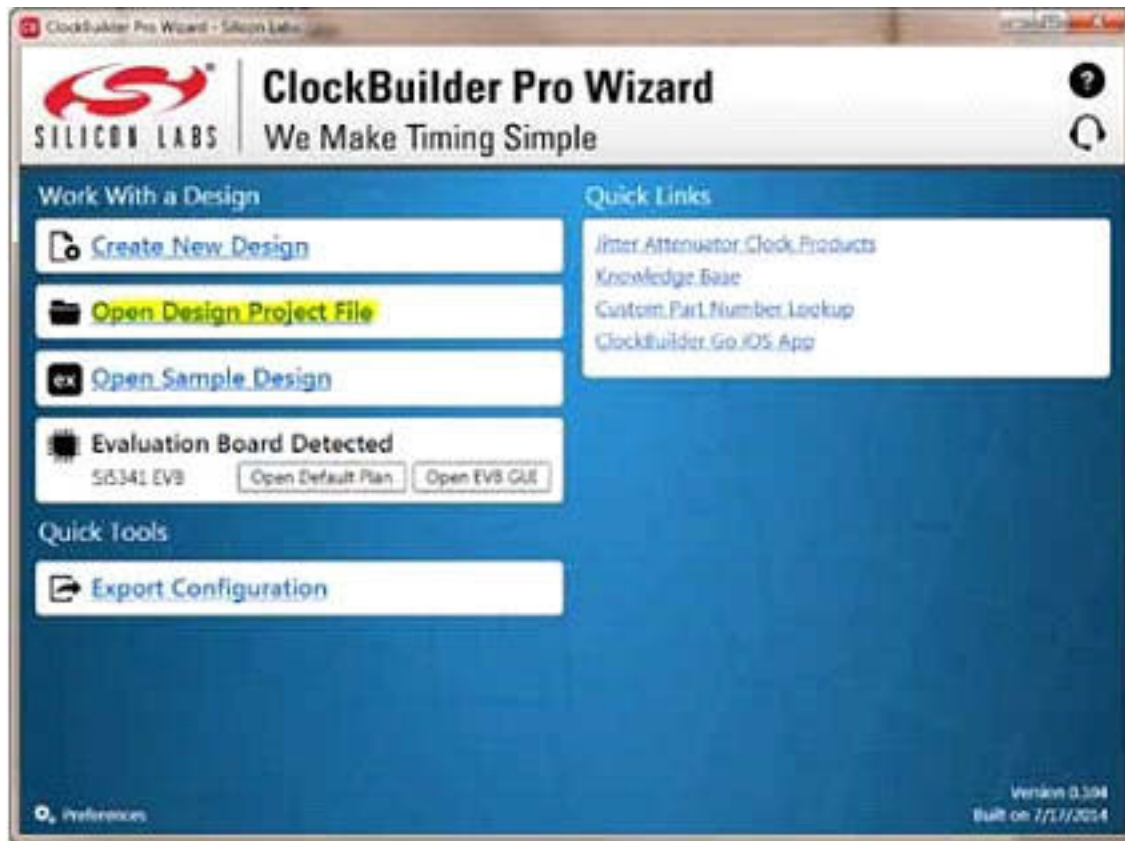 ClockBuilder Pro Wizard - Silicon Labs
SILICON LABS
ClockBuilder Pro Wizard
We Make Timing Simple
Work With a Design
Create New Design
Open Design Project File
ex Open Sample Design
Evaluation Board Detected
Si5341 EVB
Open Default Plan
Open EVB GUI
Quick Tools
Export Configuration
Quick Links
Jitter Attenuator Clock Products
Knowledge Base
Custom Part Number Lookup
ClockBuilder Go iOS App
Preferences
Version 0.104
Built on 7/17/2014